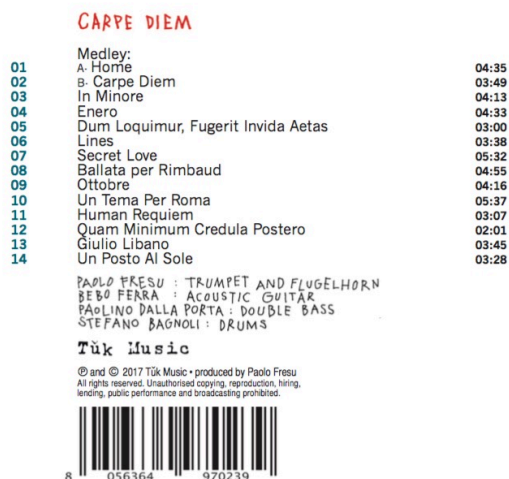 CARPE DIEM
Medley:
01 A· Home 04:35
02 B· Carpe Diem 03:49
03 In Minore 04:13
04 Enero 04:33
05 Dum Loquimur, Fugerit Invida Aetas 03:00
06 Lines 03:38
07 Secret Love 05:32
08 Ballata per Rimbaud 04:55
09 Ottobre 04:16
10 Un Tema Per Roma 05:37
11 Human Requiem 03:07
12 Quam Minimum Credula Postero 02:01
13 Giulio Libano 03:45
14 Un Posto Al Sole 03:28
PAOLO FRESU : TRUMPET AND FLUGELHORN
BEBO FERRA : ACOUSTIC GUITAR
PAOLINO DALLA PORTA : DOUBLE BASS
STEFANO BAGNOLI : DRUMS
Tŭk Music
℗ and © 2017 Tŭk Music • produced by Paolo Fresu
All rights reserved. Unauthorised copying, reproduction, hiring,
lending, public performance and broadcasting prohibited.
8 056364 970239